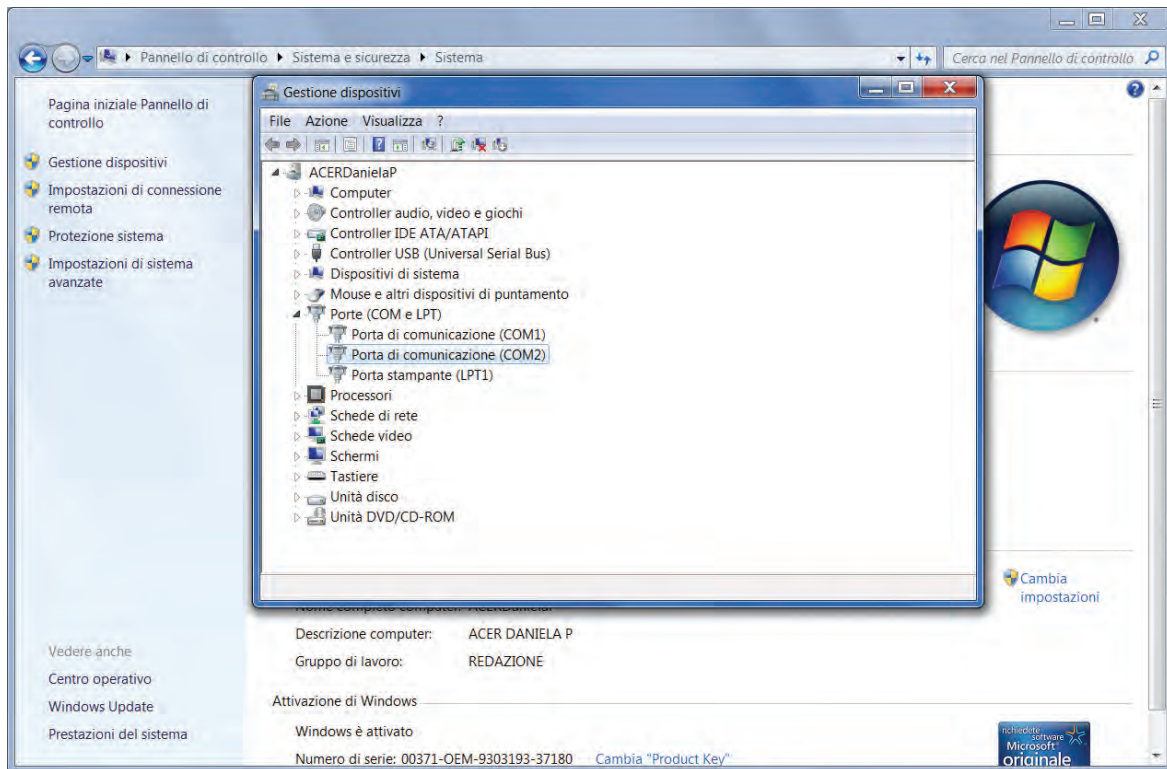 Pannello di controllo ▸ Sistema e sicurezza ▸ Sistema
Cerca nel Pannello di controllo
Pagina iniziale Pannello di
controllo
Gestione dispositivi
Impostazioni di connessione
remota
Protezione sistema
Impostazioni di sistema
avanzate
Vedere anche
Centro operativo
Windows Update
Prestazioni del sistema
Gestione dispositivi
File Azione Visualizza ?
ACERDanielaP
Computer
Controller audio, video e giochi
Controller IDE ATA/ATAPI
Controller USB (Universal Serial Bus)
Dispositivi di sistema
Mouse e altri dispositivi di puntamento
Porte (COM e LPT)
Porta di comunicazione (COM1)
Porta di comunicazione (COM2)
Porta stampante (LPT1)
Processori
Schede di rete
Schede video
Schermi
Tastiere
Unità disco
Unità DVD/CD-ROM
Cambia
impostazioni
Nome completo computer: ACERDanielaP
Descrizione computer: ACER DANIELA P
Gruppo di lavoro: REDAZIONE
Attivazione di Windows
Windows è attivato
Numero di serie: 00371-OEM-9303193-37180 Cambia "Product Key"
richiedete
software
Microsoft
originale